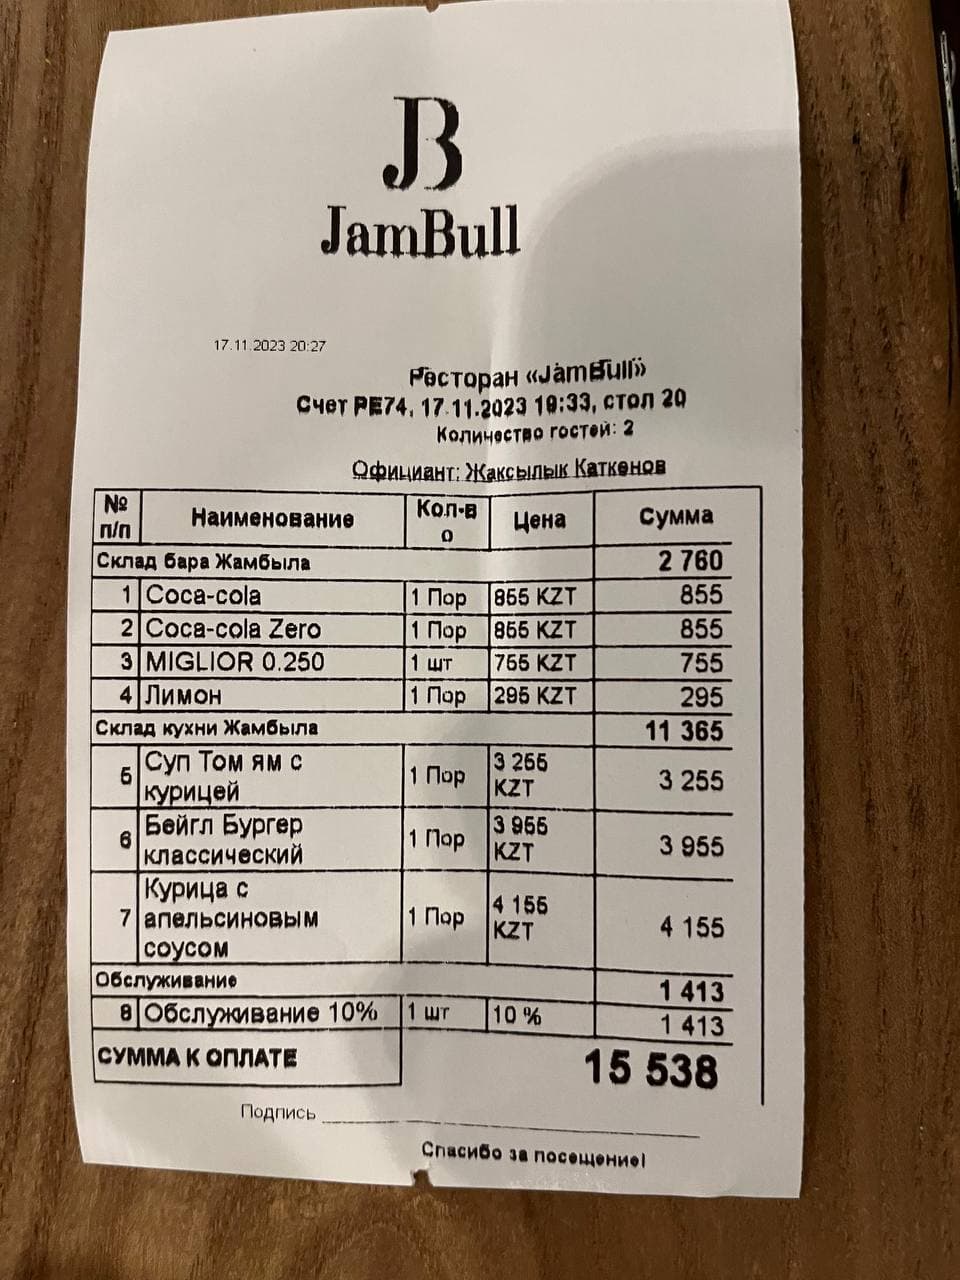 JB
JamBull
17.11.2023 20:27
Ресторан «JamBull»
Счет РЕ74, 17.11.2023 19:33, стол 20
Количество гостей: 2
Официант: Жаксылык Каткенов
№ п/п Наименование Кол-во Цена Сумма
Склад бара Жамбыла 2 760
1 Coca-cola 1 Пор 855 KZT 855
2 Coca-cola Zero 1 Пор 855 KZT 855
3 MIGLIOR 0.250 1 шт 755 KZT 755
4 Лимон 1 Пор 295 KZT 295
Склад кухни Жамбыла 11 365
5 Суп Том ям с курицей 1 Пор 3 255 KZT 3 255
6 Бейгл Бургер классический 1 Пор 3 955 KZT 3 955
7 Курица с апельсиновым соусом 1 Пор 4 155 KZT 4 155
Обслуживание 1 413
8 Обслуживание 10% 1 шт 10 % 1 413
СУММА К ОПЛАТЕ 15 538
Подпись
Спасибо за посещение!